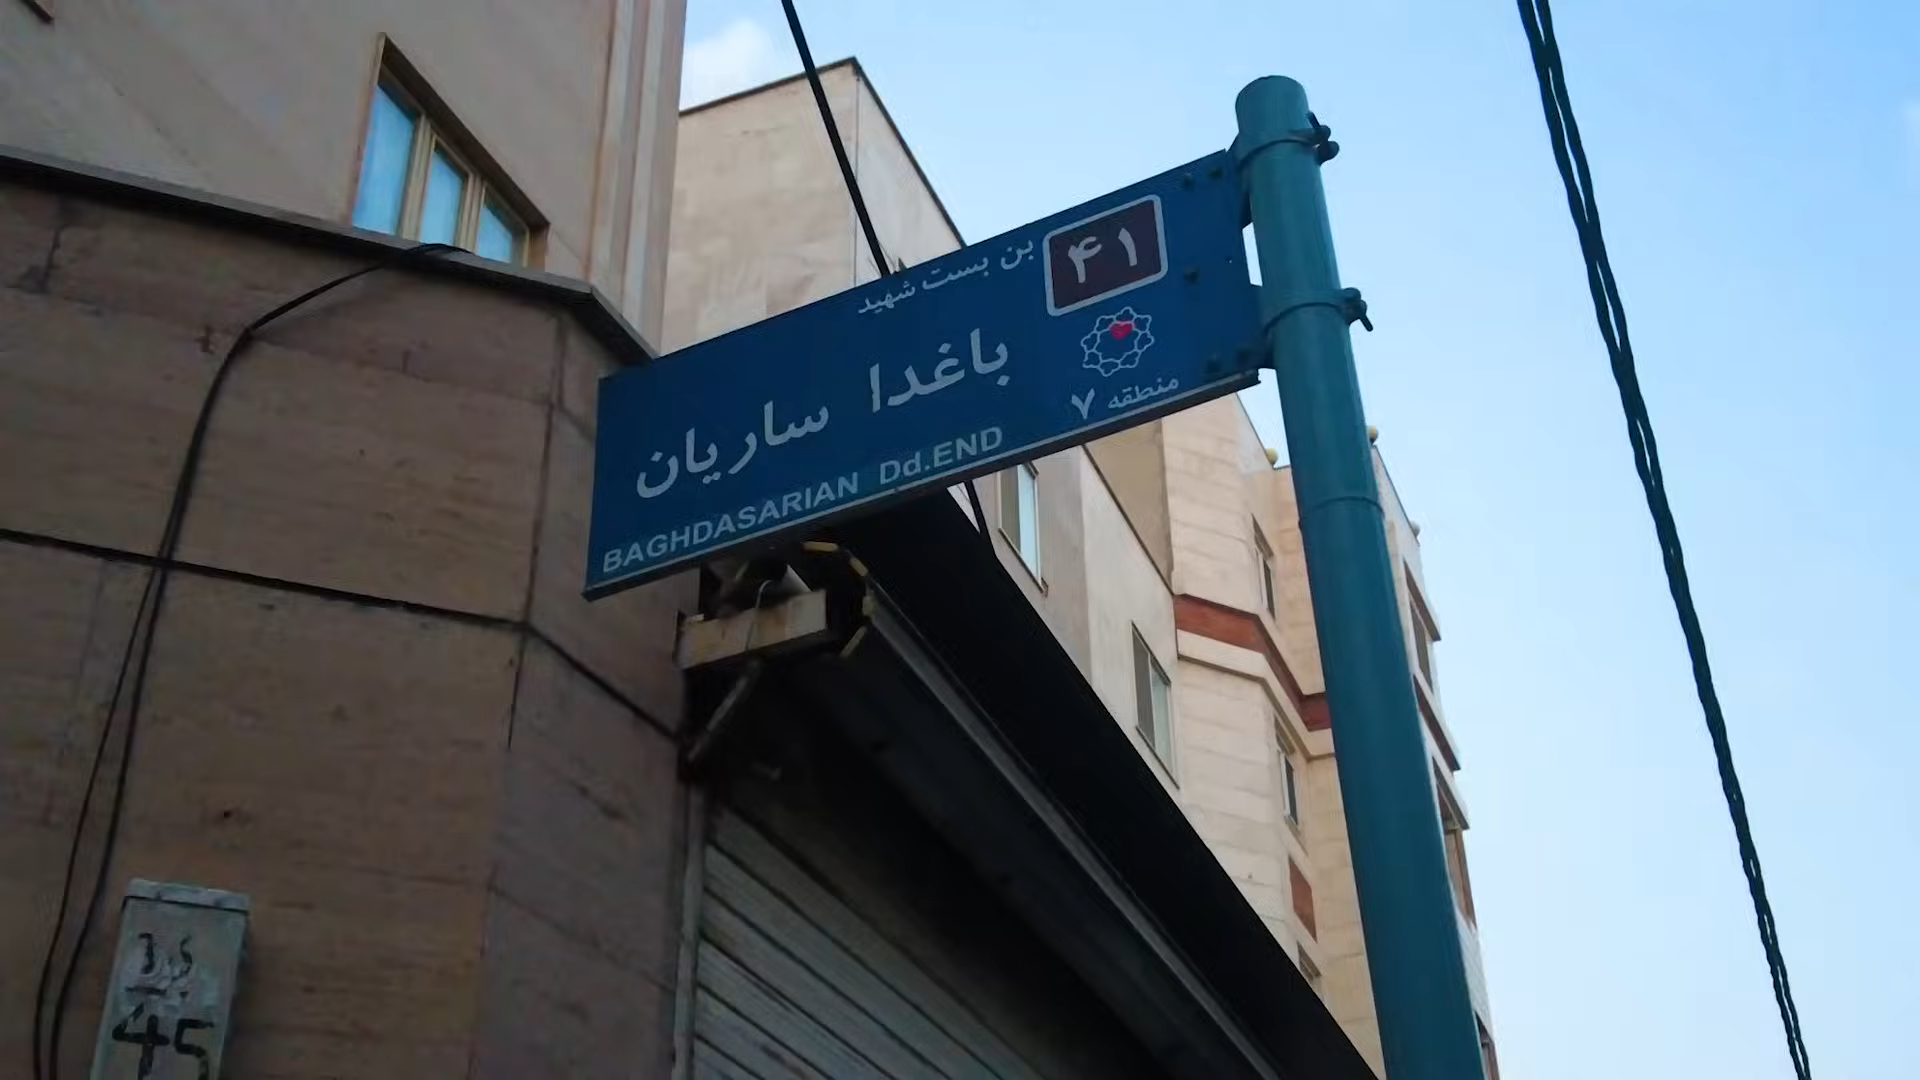 ۴۱
بن بست شهید
باغدا ساریان
BAGHDASARIAN Dd.END
منطقه ۷
45